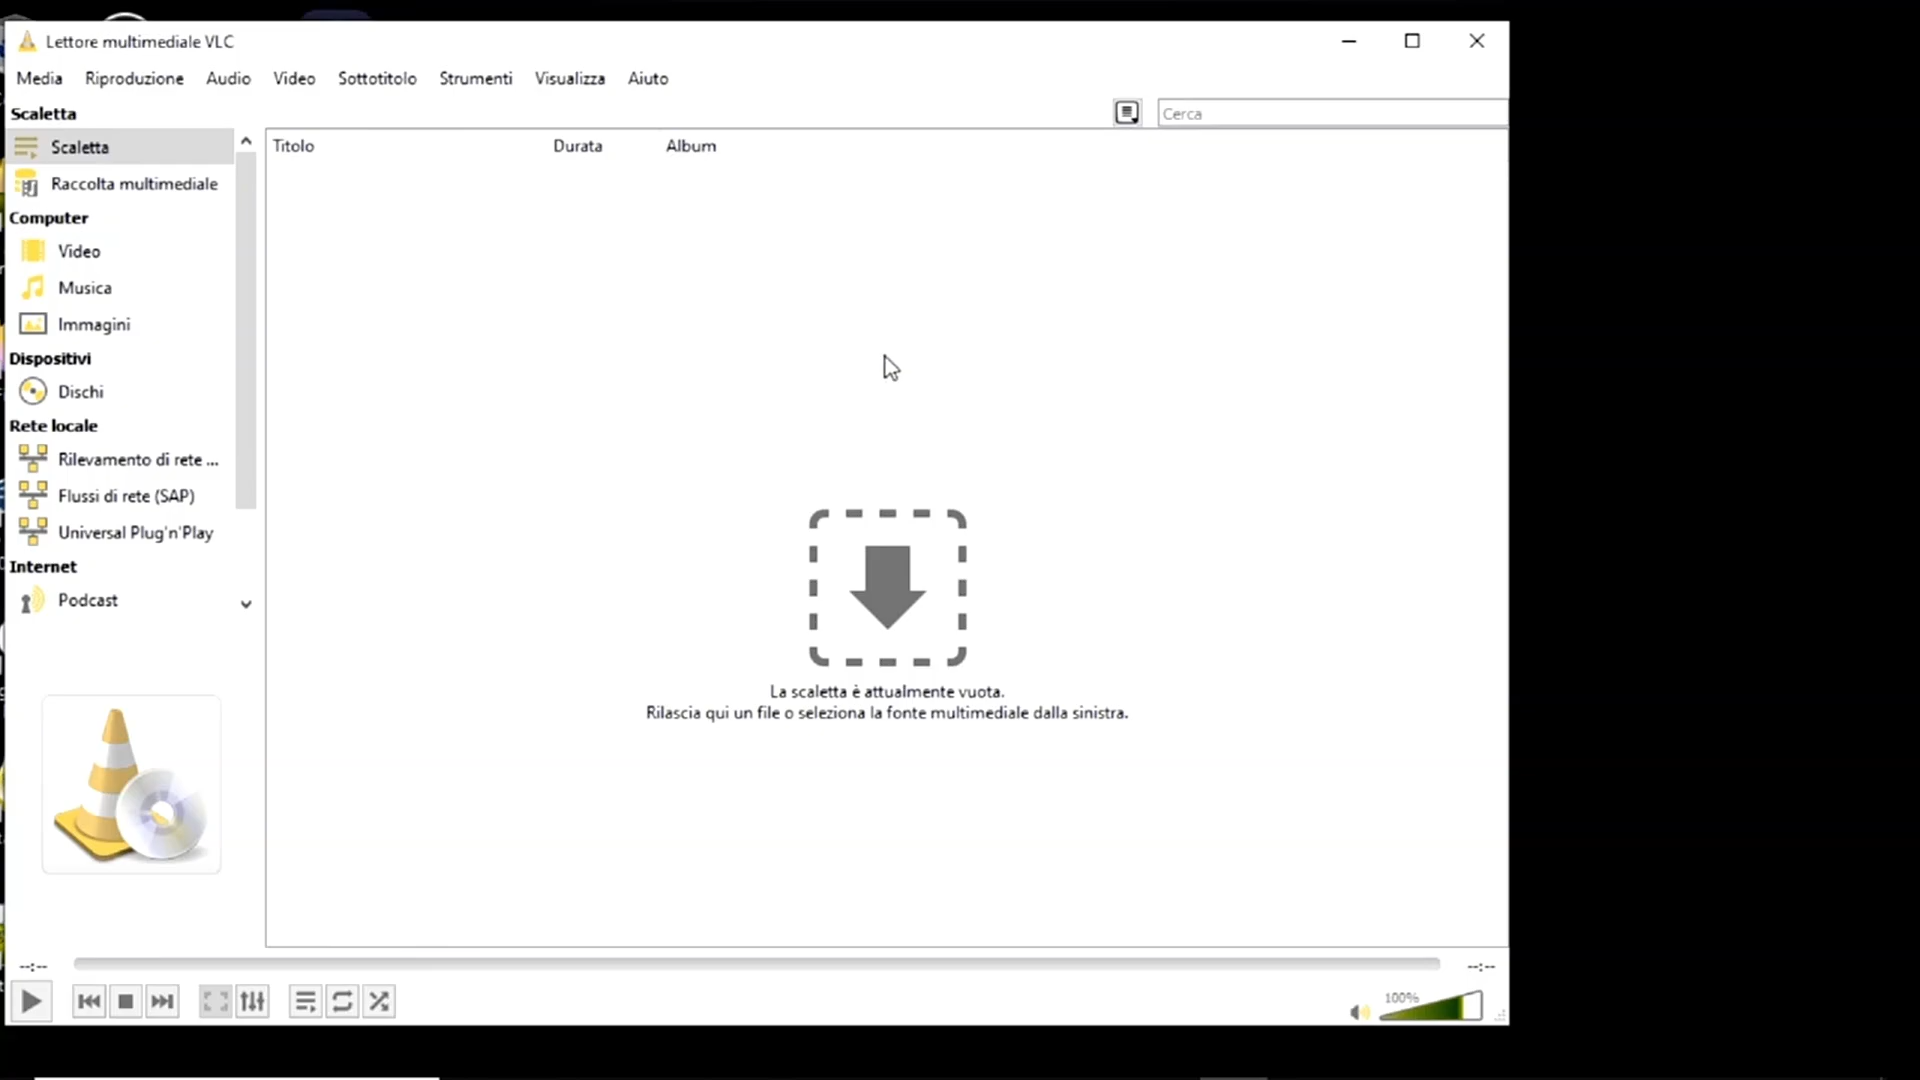 Lettore multimediale VLC
Media Riproduzione Audio Video Sottotitolo Strumenti Visualizza Aiuto
Scaletta
Cerca
Scaletta
Titolo Durata Album
Raccolta multimediale
Computer
Video
Musica
Immagini
Dispositivi
Dischi
Rete locale
Rilevamento di rete ...
Flussi di rete (SAP)
Universal Plug'n'Play
Internet
Podcast
La scaletta è attualmente vuota.
Rilascia qui un file o seleziona la fonte multimediale dalla sinistra.
--:-- --:--
100%